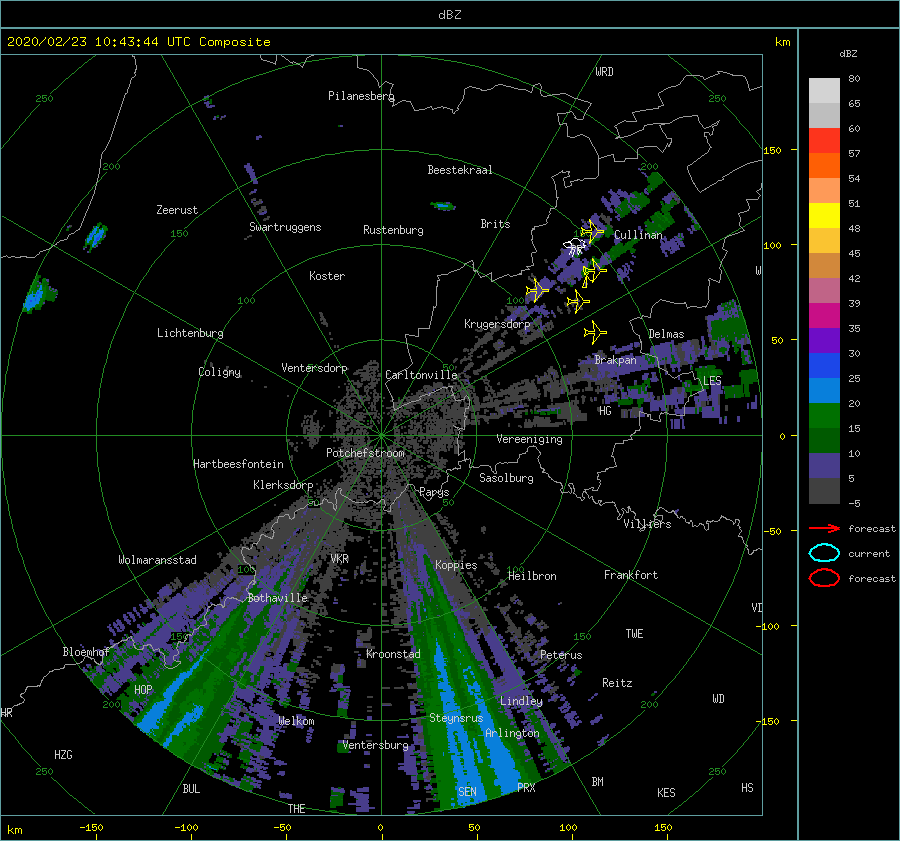 dBZ
2020/02/23 10:43:44 UTC Composite
km
dBZ
WRD
80
Pilanesberg
250
250
65
60
150
57
200
Beestekraal
200
54
51
Zeerust
Swartruggens
150
Rustenburg
Brits
Cullinan
48
100
45
W
Koster
42
100
100
39
Krugersdorp
35
Lichtenburg
Delmas
50
30
Coligny
Ventersdorp
Carltonville
50
Brakpan
25
LES
20
HG
15
Vereeniging
0
10
Potchefstroom
Hartbeesfontein
5
Klerksdorp
Parys
Sasolburg
-5
50
50
Villiers
-50
forecast
current
VKR
Wolmaransstad
Koppies
100
100
Heilbron
Frankfort
forecast
Bothaville
VD
-100
150
150
TWE
Bloemhof
Kroonstad
Peterus
HOP
Reitz
WD
200
Lindley
200
HR
Welkom
Steynsrus
-150
Arlington
Ventersburg
HZG
250
250
BUL
SEN
PRX
BM
KES
HS
THE
km
-150
-100
-50
0
50
100
150